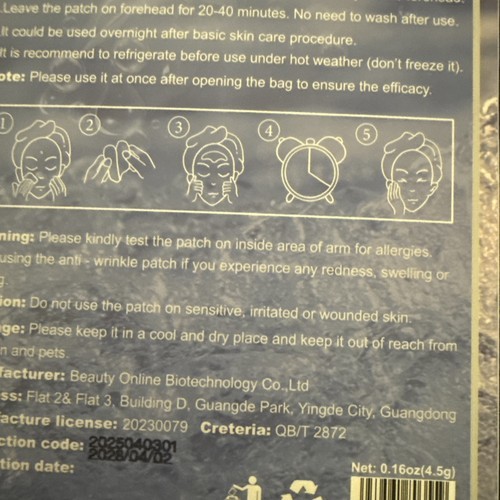 .Leave the patch on forehead for 20-40 minutes. No need to wash after use.
.It could be used overnight after basic skin care procedure.
It is recommend to refrigerate before use under hot weather (don't freeze it).
ote: Please use it at once after opening the bag to ensure the efficacy.
1 2 3 4 5
ning: Please kindly test the patch on inside area of arm for allergies.
using the anti - wrinkle patch if you experience any redness, swelling or
g.
ion: Do not use the patch on sensitive, irritated or wounded skin.
ge: Please keep it in a cool and dry place and keep it out of reach from
n and pets.
facturer: Beauty Online Biotechnology Co.,Ltd
ss: Flat 2& Flat 3, Building D, Guangde Park, Yingde City, Guangdong
facture license: 20230079 Creteria: QB/T 2872
ction code: 2025040301
2028/04/02
tion date:
Net: 0.16oz(4.5g)